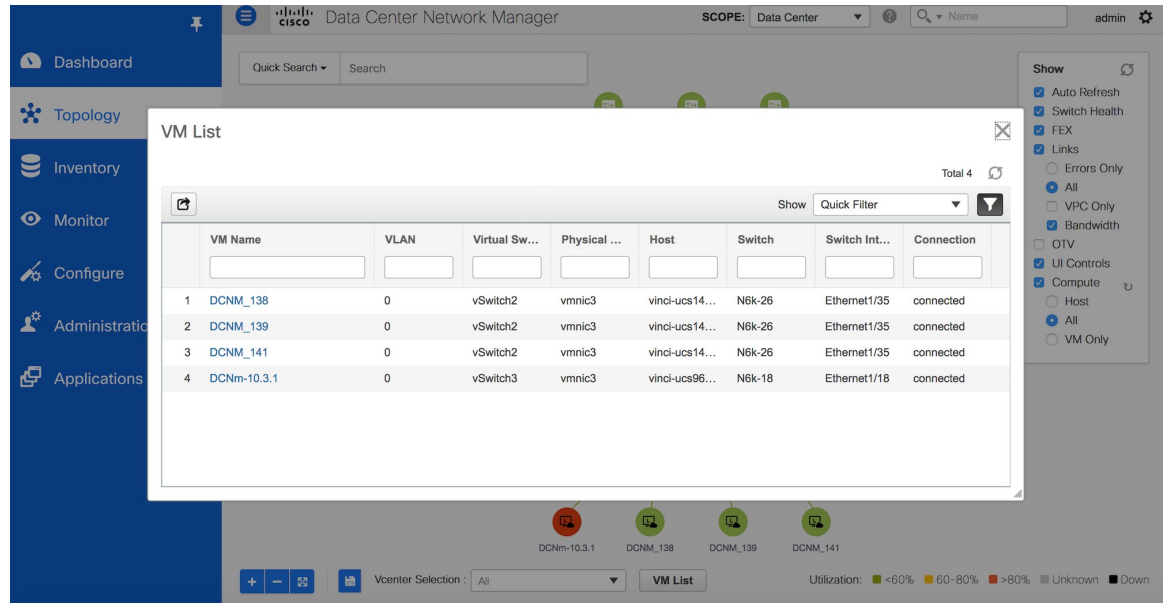 cisco Data Center Network Manager SCOPE: Data Center Name admin
Dashboard
Topology
Inventory
Monitor
Configure
Administratio
Applications
Quick Search Search
Show
Auto Refresh
Switch Health
FEX
Links
Errors Only
All
VPC Only
Bandwidth
OTV
UI Controls
Compute
Host
All
VM Only
VM List
Total 4
Show Quick Filter
VM Name VLAN Virtual Sw... Physical ... Host Switch Switch Int... Connection
1 DCNM_138 0 vSwitch2 vmnic3 vinci-ucs14... N6k-26 Ethernet1/35 connected
2 DCNM_139 0 vSwitch2 vmnic3 vinci-ucs14... N6k-26 Ethernet1/35 connected
3 DCNM_141 0 vSwitch2 vmnic3 vinci-ucs14... N6k-26 Ethernet1/35 connected
4 DCNm-10.3.1 0 vSwitch3 vmnic3 vinci-ucs96... N6k-18 Ethernet1/18 connected
DCNm-10.3.1 DCNM_138 DCNM_139 DCNM_141
+ − Vcenter Selection : All VM List Utilization: <60% 60-80% >80% Unknown Down